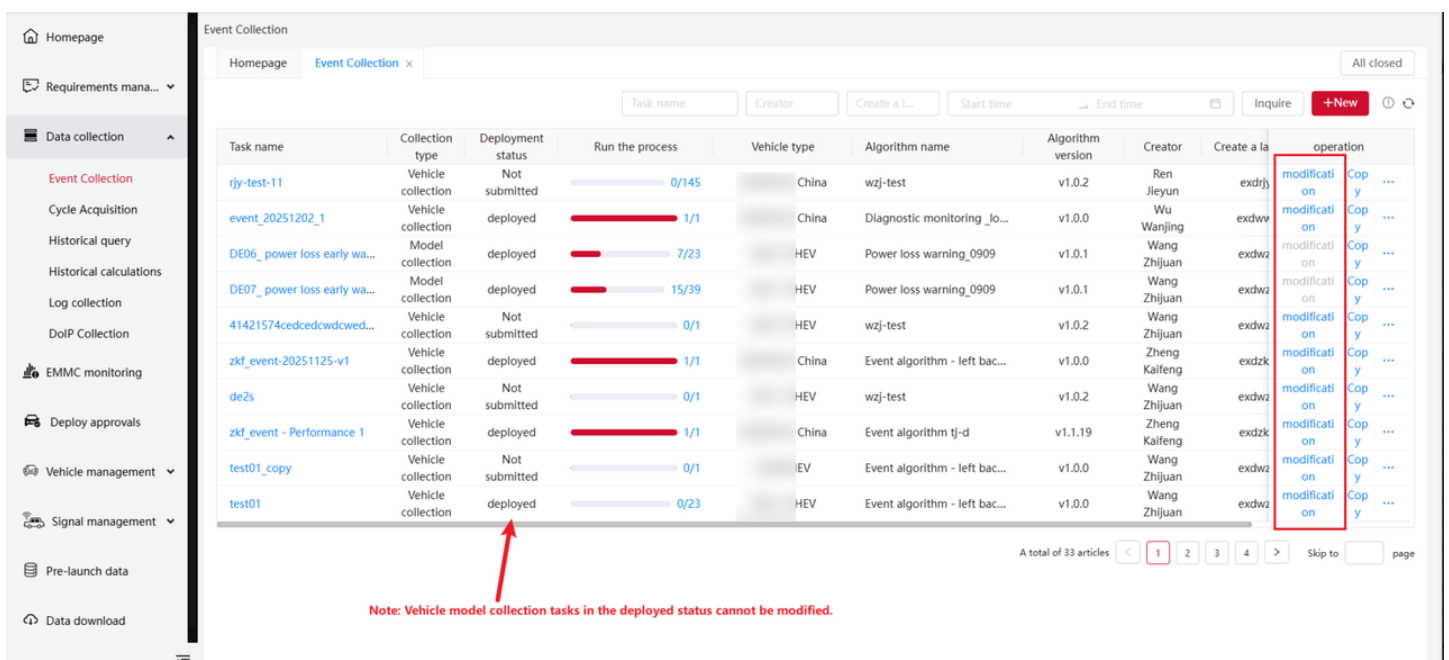 Homepage
Requirements mana...
Data collection
Event Collection
Cycle Acquisition
Historical query
Historical calculations
Log collection
DoIP Collection
EMMC monitoring
Deploy approvals
Vehicle management
Signal management
Pre-launch data
Data download
Event Collection
Homepage Event Collection × All closed
Task name Creator Create a l... Start time End time Inquire +New
Task name Collection type Deployment status Run the process Vehicle type Algorithm name Algorithm version Creator Create a la operation
rjy-test-11 Vehicle collection Not submitted 0/145 China wzj-test v1.0.2 Ren Jieyun exdrjy modification Copy ...
event_20251202_1 Vehicle collection deployed 1/1 China Diagnostic monitoring _lo... v1.0.0 Wu Wanjing exdww modification Copy ...
DE06_ power loss early wa... Model collection deployed 7/23 HEV Power loss warning_0909 v1.0.1 Wang Zhijuan exdwz modification Copy ...
DE07_ power loss early wa... Model collection deployed 15/39 HEV Power loss warning_0909 v1.0.1 Wang Zhijuan exdwz modification Copy ...
41421574cedcedcwdcwed... Vehicle collection Not submitted 0/1 HEV wzj-test v1.0.2 Wang Zhijuan exdwz modification Copy ...
zkf_event-20251125-v1 Vehicle collection deployed 1/1 China Event algorithm - left bac... v1.0.0 Zheng Kaifeng exdzk modification Copy ...
de2s Vehicle collection Not submitted 0/1 HEV wzj-test v1.0.2 Wang Zhijuan exdwz modification Copy ...
zkf_event - Performance 1 Vehicle collection deployed 1/1 China Event algorithm tj-d v1.1.19 Zheng Kaifeng exdzk modification Copy ...
test01_copy Vehicle collection Not submitted 0/1 EV Event algorithm - left bac... v1.0.0 Wang Zhijuan exdwz modification Copy ...
test01 Vehicle collection deployed 0/23 HEV Event algorithm - left bac... v1.0.0 Wang Zhijuan exdwz modification Copy ...
A total of 33 articles < 1 2 3 4 > Skip to page
Note: Vehicle model collection tasks in the deployed status cannot be modified.